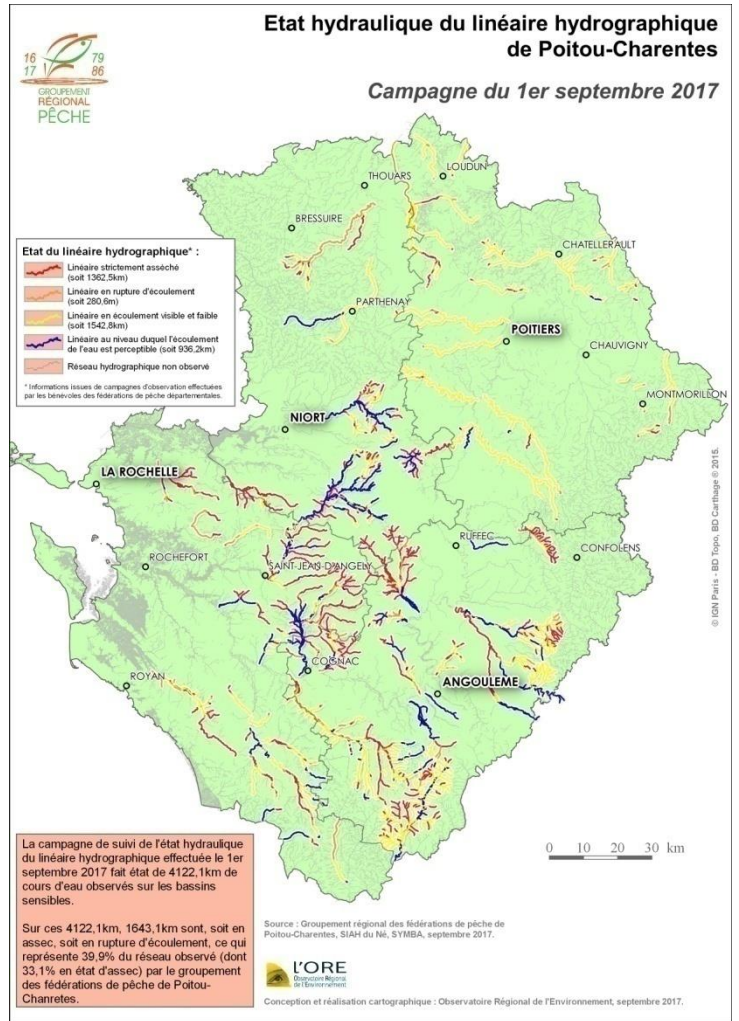 Etat hydraulique du linéaire hydrographique
de Poitou-Charentes
Campagne du 1er septembre 2017
16 79
17 86
GROUPEMENT
RÉGIONAL
PÊCHE
THOUARS
LOUDUN
BRESSUIRE
CHATELLERAULT
PARTHENAY
POITIERS
CHAUVIGNY
MONTMORILLON
NIORT
LA ROCHELLE
ROCHEFORT
SAINT JEAN D'ANGELY
RUFFEC
CONFOLENS
COGNAC
ROYAN
ANGOULEME
Etat du linéaire hydrographique* :
Linéaire strictement asséché
(soit 1362,5km)
Linéaire en rupture d'écoulement
(soit 280,6m)
Linéaire en écoulement visible et faible
(soit 1542,8km)
Linéaire au niveau duquel l'écoulement
de l'eau est perceptible (soit 936,2km)
Réseau hydrographique non observé
* Informations issues de campagnes d'observation effectuées
par les bénévoles des fédérations de pêche départementales.
© IGN Paris - BD Topo, BD Carthage ® 2015.
La campagne de suivi de l'état hydraulique
du linéaire hydrographique effectuée le 1er
septembre 2017 fait état de 4122,1km de
cours d'eau observés sur les bassins
sensibles.
Sur ces 4122,1km, 1643,1km sont, soit en
assec, soit en rupture d'écoulement, ce qui
représente 39,9% du réseau observé (dont
33,1% en état d'assec) par le groupement
des fédérations de pêche de Poitou-
Chanretes.
0 10 20 30 km
Source : Groupement régional des fédérations de pêche de
Poitou-Charentes, SIAH du Né, SYMBA, septembre 2017.
L'ORE
Observatoire Régional
de l'Environnement
Conception et réalisation cartographique : Observatoire Régional de l'Environnement, septembre 2017.